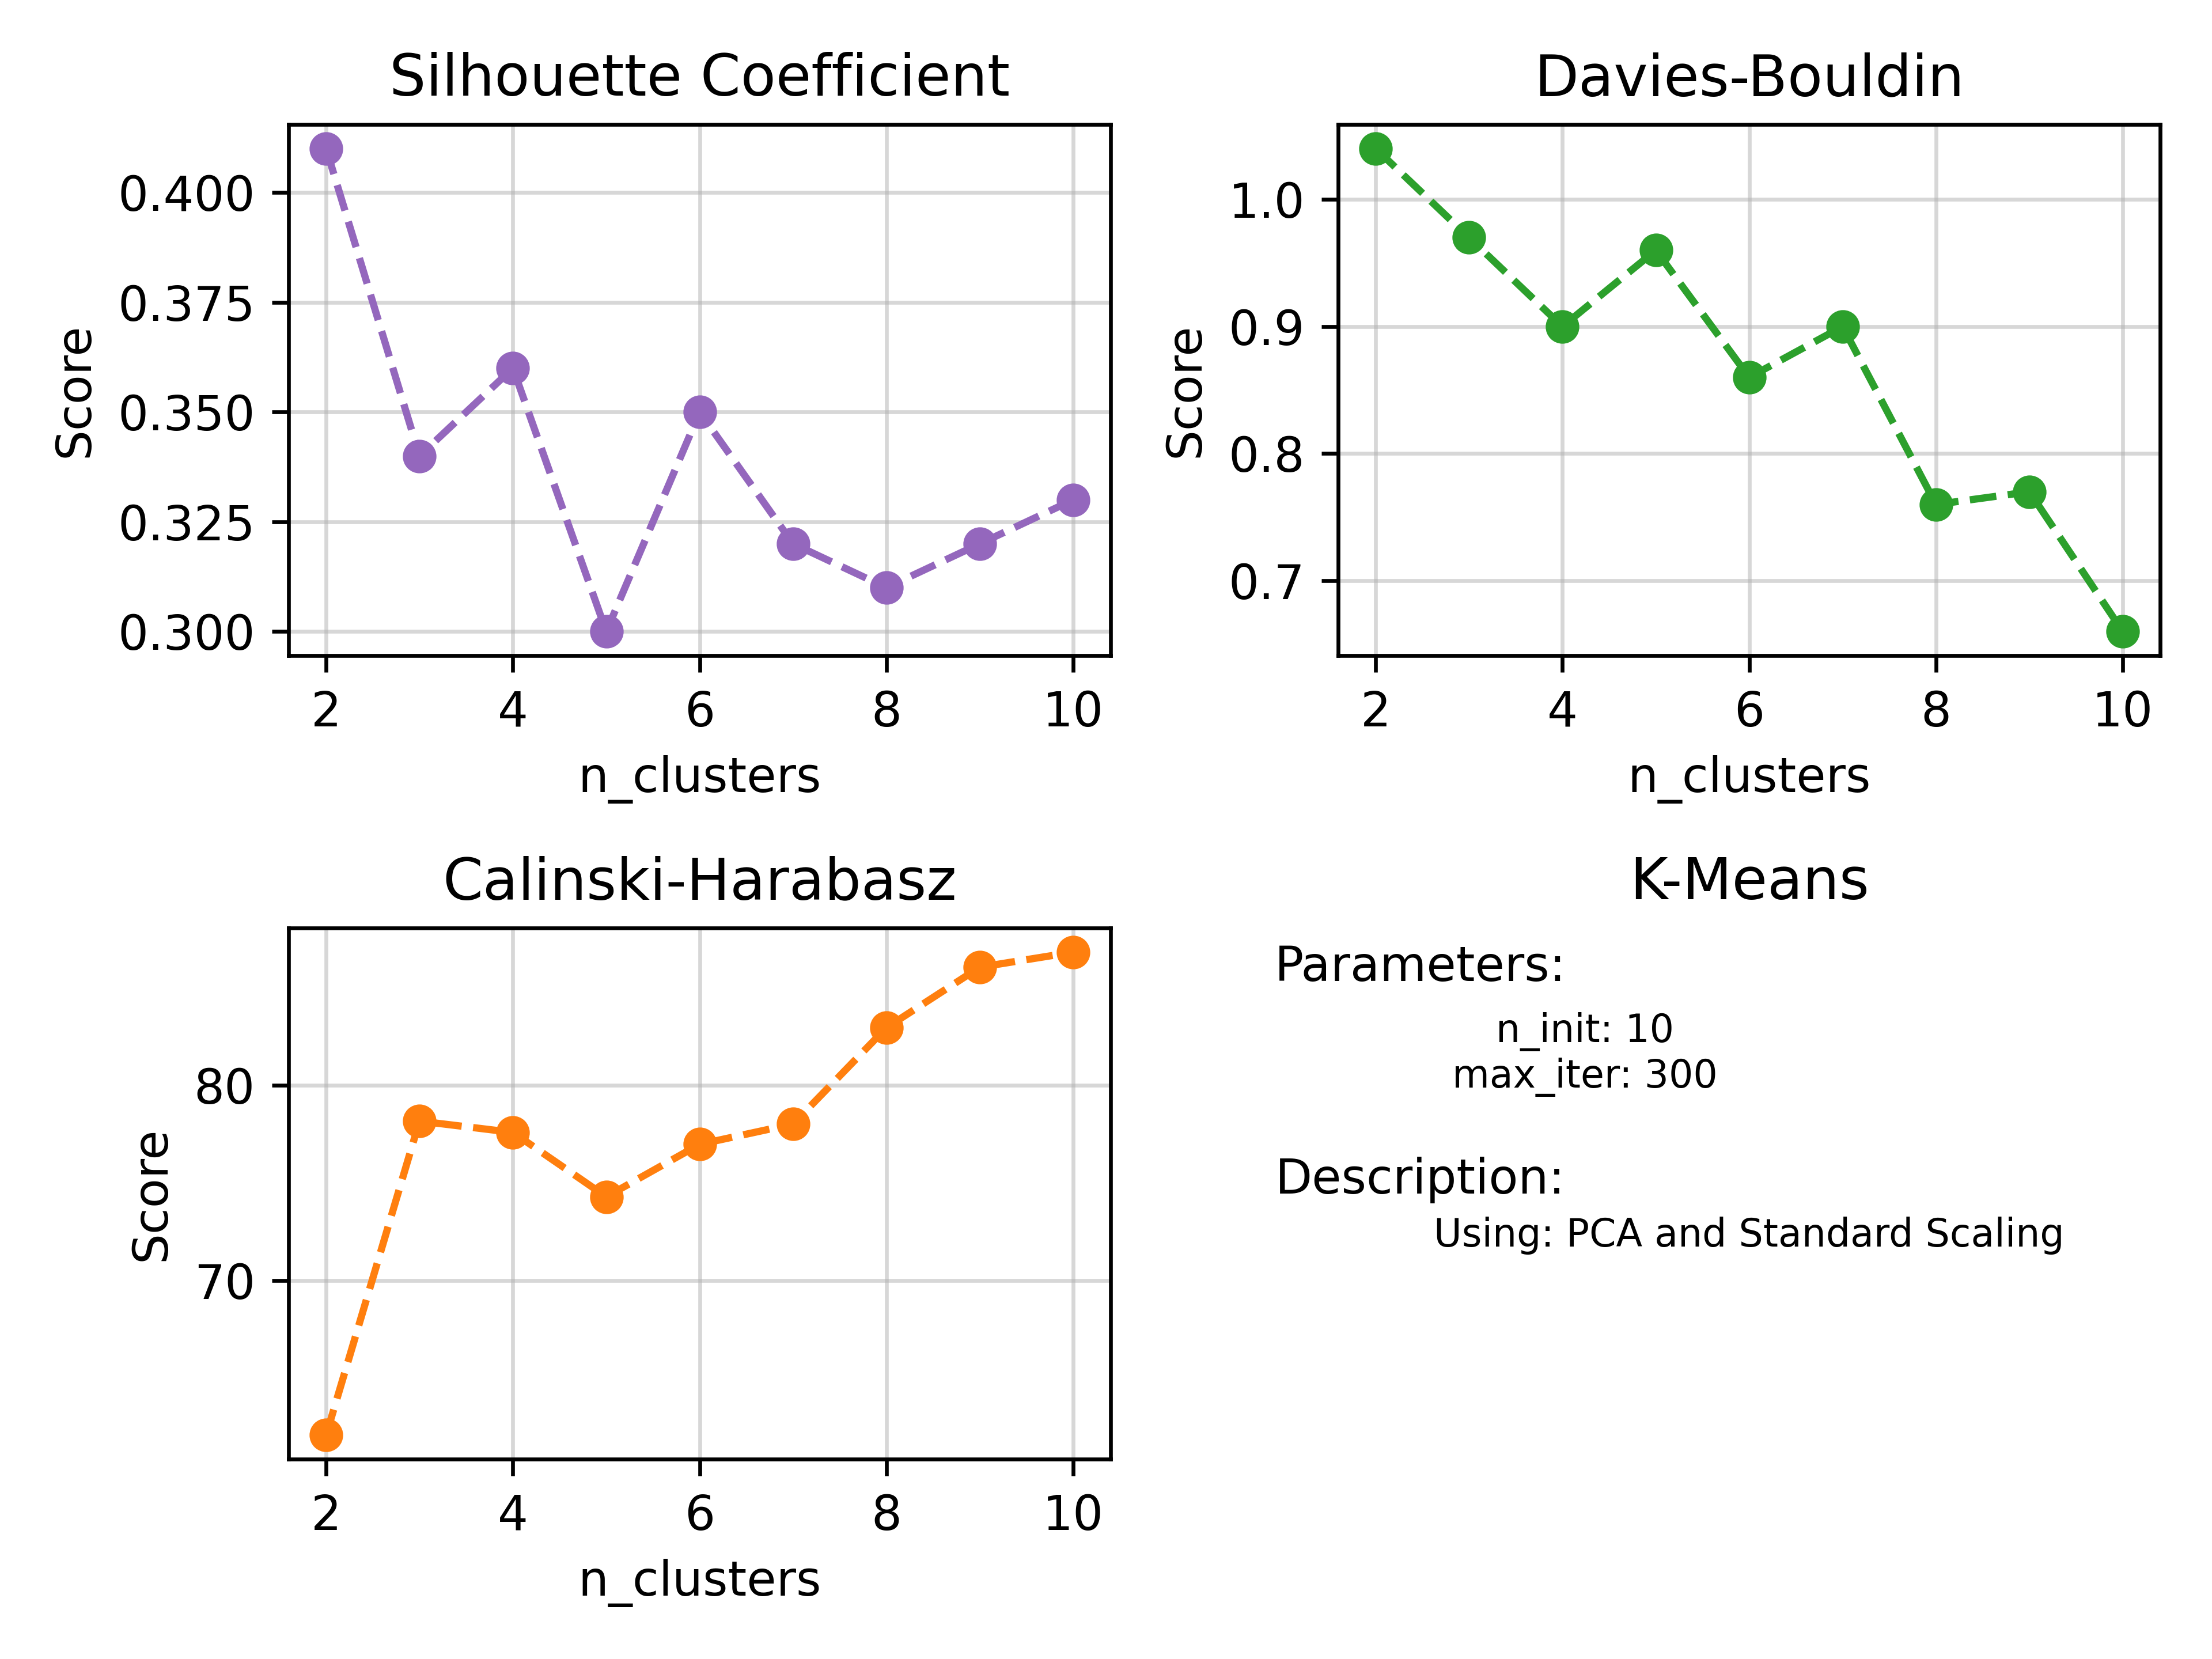 Silhouette Coefficient
0.400
0.375
0.350
0.325
0.300
Score
2 4 6 8 10
n_clusters
Davies-Bouldin
1.0
0.9
0.8
0.7
Score
2 4 6 8 10
n_clusters
Calinski-Harabasz
80
70
Score
2 4 6 8 10
n_clusters
K-Means
Parameters:
n_init: 10
max_iter: 300
Description:
Using: PCA and Standard Scaling